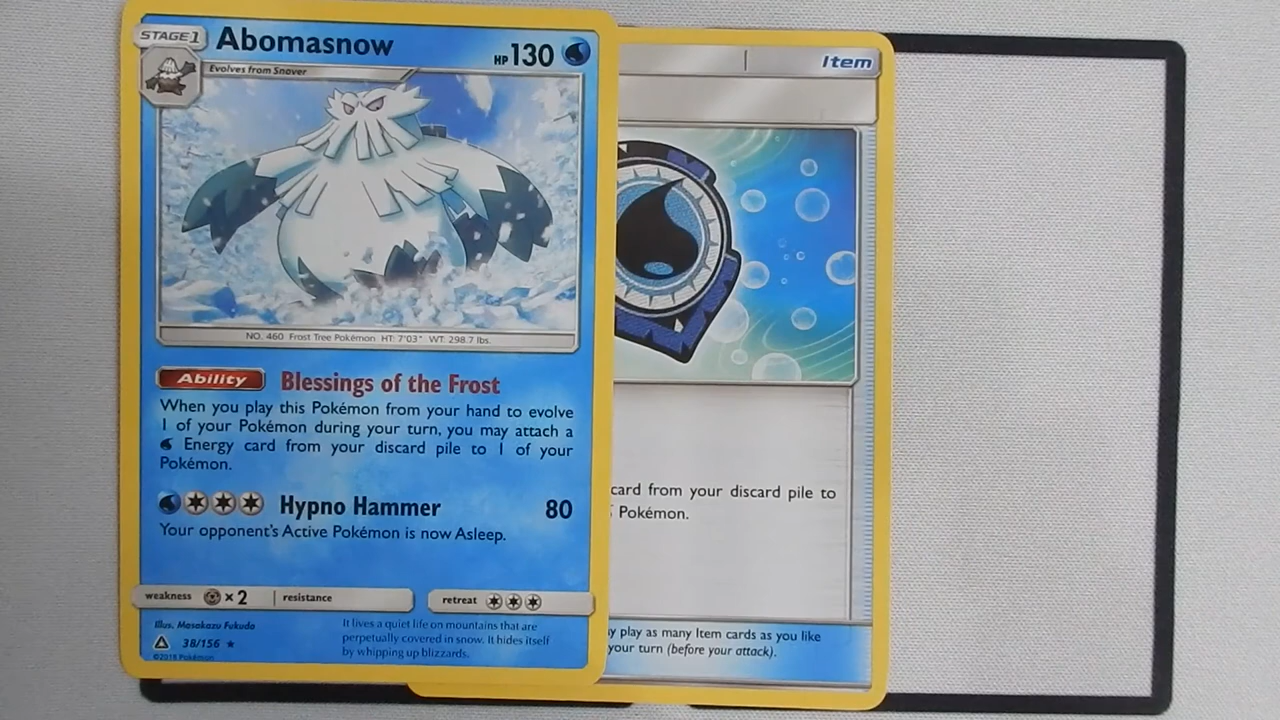 STAGE 1 Abomasnow HP 130
Evolves from Snover
NO. 460 Frost Tree Pokémon HT: 7'03" WT: 298.7 lbs.
Ability Blessings of the Frost
When you play this Pokémon from your hand to evolve
1 of your Pokémon during your turn, you may attach a
Energy card from your discard pile to 1 of your
Pokémon.
Hypno Hammer 80
Your opponent's Active Pokémon is now Asleep.
weakness ×2 resistance retreat
Illus. Masakazu Fukuda
38/156 ★
©2018 Pokémon
It lives a quiet life on mountains that are
perpetually covered in snow. It hides itself
by whipping up blizzards.
Item
card from your discard pile to
Pokémon.
play as many Item cards as you like
your turn (before your attack).